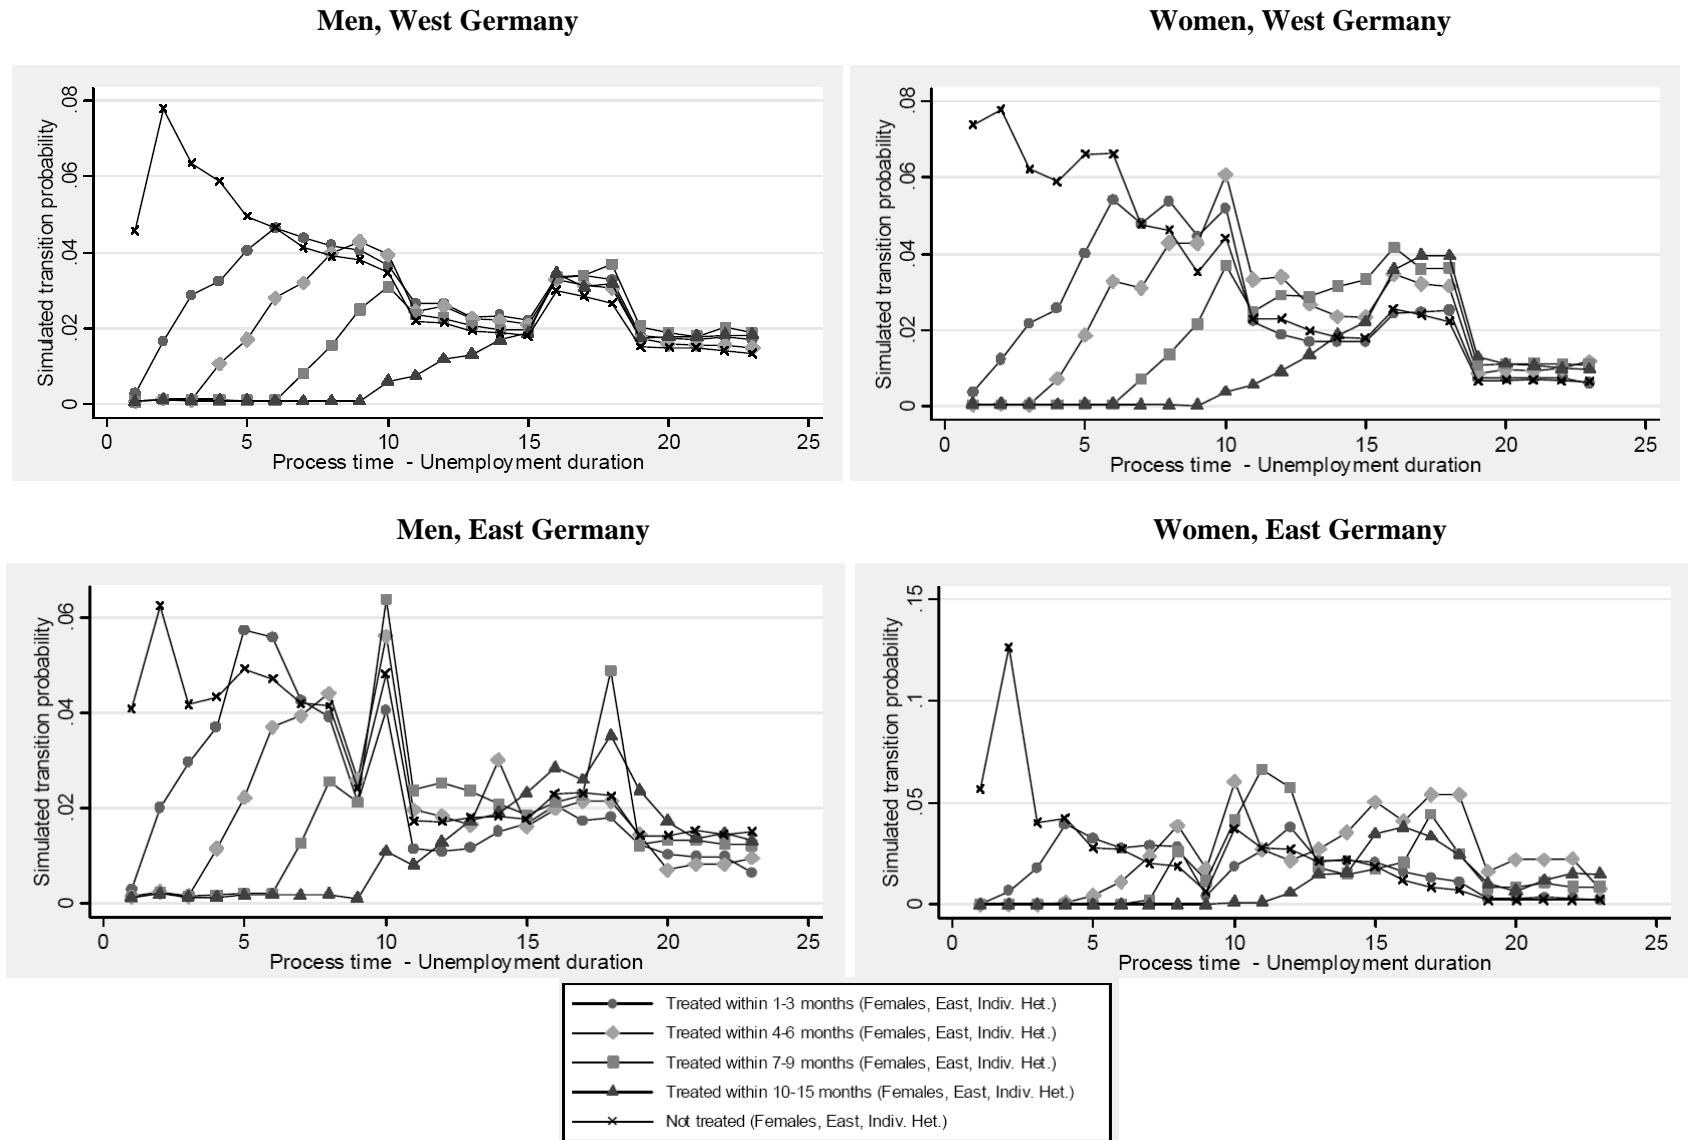 Men, West Germany
Women, West Germany
Simulated transition probability
.08
.06
.04
.02
0
0 5 10 15 20 25
Process time - Unemployment duration
Simulated transition probability
.08
.06
.04
.02
0
0 5 10 15 20 25
Process time - Unemployment duration
Men, East Germany
Women, East Germany
Simulated transition probability
.06
.04
.02
0
0 5 10 15 20 25
Process time - Unemployment duration
Simulated transition probability
.15
.1
.05
0
0 5 10 15 20 25
Process time - Unemployment duration
Treated within 1-3 months (Females, East, Indiv. Het.)
Treated within 4-6 months (Females, East, Indiv. Het.)
Treated within 7-9 months (Females, East, Indiv. Het.)
Treated within 10-15 months (Females, East, Indiv. Het.)
Not treated (Females, East, Indiv. Het.)